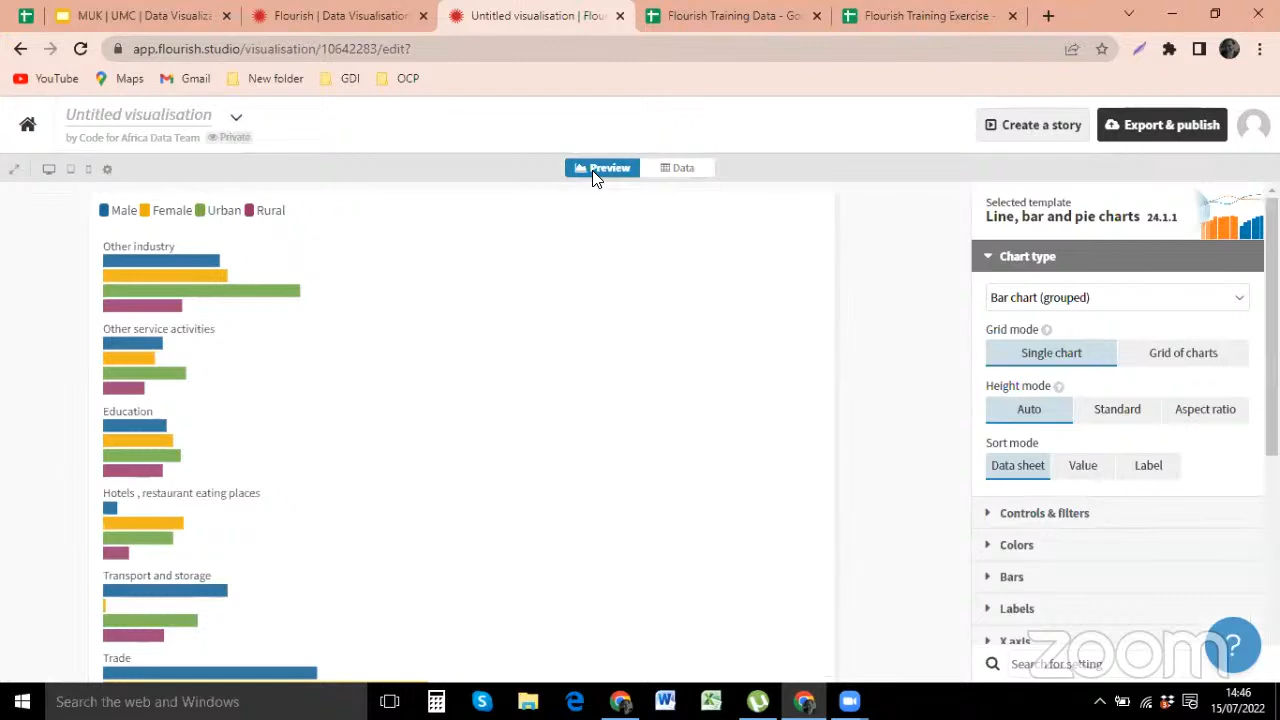 MUK | UMC | Data Visualiza
Flourish | Data Visualisation
Untitled visualisation | Flou
Flourish Training Data - Go
Flourish Training Exercise -
app.flourish.studio/visualisation/10642283/edit?
YouTube
Maps
Gmail
New folder
GDI
OCP
Untitled visualisation
by Code for Africa Data Team
Private
Create a story
Export & publish
Preview
Data
Male Female Urban Rural
Other industry
Other service activities
Education
Hotels , restaurant eating places
Transport and storage
Trade
Selected template
Line, bar and pie charts 24.1.1
Chart type
Bar chart (grouped)
Grid mode
Single chart
Grid of charts
Height mode
Auto
Standard
Aspect ratio
Sort mode
Data sheet
Value
Label
Controls & filters
Colors
Bars
Labels
X axis
Search for setting
?
zoom
Search the web and Windows
14:46
15/07/2022